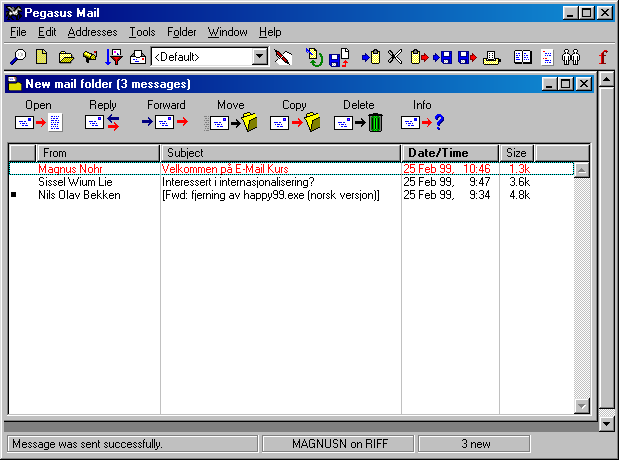 Pegasus Mail
File Edit Addresses Tools Folder Window Help
<Default>
f
New mail folder (3 messages)
Open Reply Forward Move Copy Delete Info
From Subject Date/Time Size
Magnus Nohr Velkommen på E-Mail Kurs 25 Feb 99, 10:46 1.3k
Sissel Wium Lie Interessert i internasjonalisering? 25 Feb 99, 9:47 3.6k
Nils Olav Bekken [Fwd: fjerning av happy99.exe (norsk versjon)] 25 Feb 99, 9:34 4.8k
Message was sent successfully. MAGNUSN on RIFF 3 new